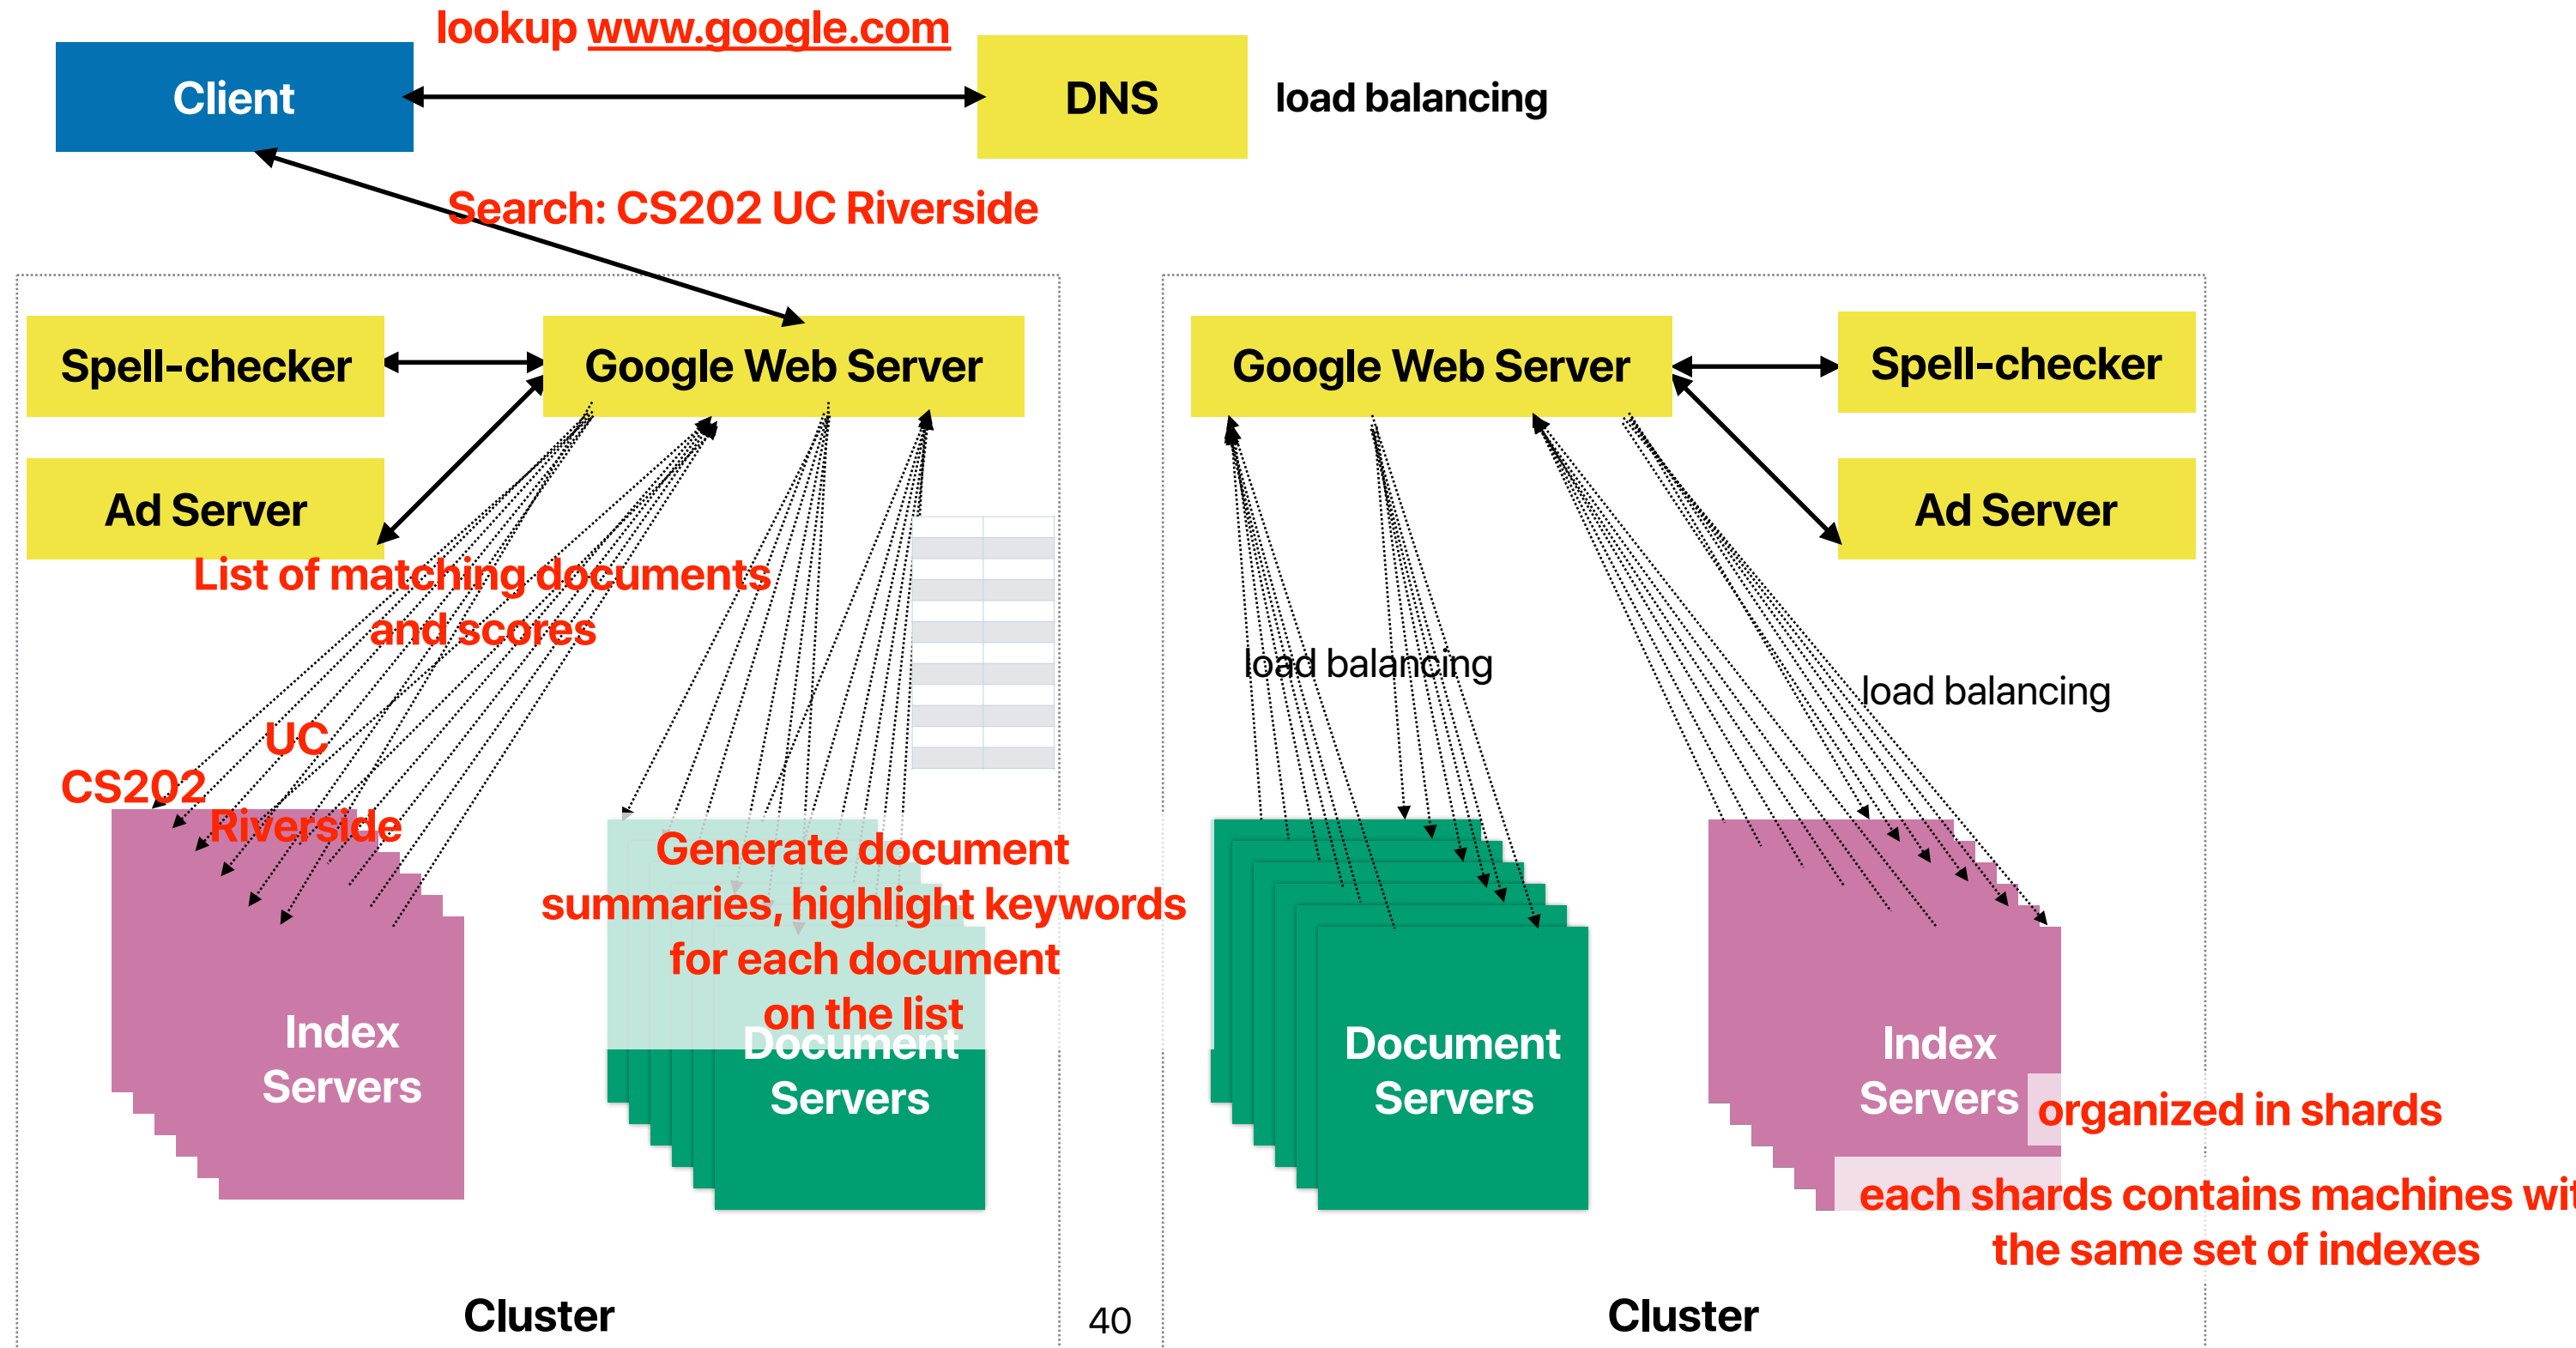 lookup www.google.com
Client
DNS
load balancing
Search: CS202 UC Riverside
Spell-checker
Google Web Server
Ad Server
List of matching documents
and scores
UC
CS202
Riverside
Index
Servers
Generate document
summaries, highlight keywords
for each document
on the list
Document
Servers
Cluster
40
Google Web Server
Spell-checker
Ad Server
load balancing
load balancing
Document
Servers
Index
Servers
organized in shards
each shards contains machines
the same set of indexes
Cluster